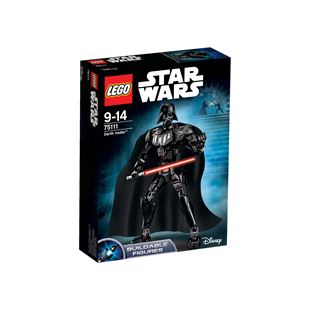 LEGO
STAR
WARS
9-14
75111
Darth Vader
BUILDABLE
FIGURES
Disney